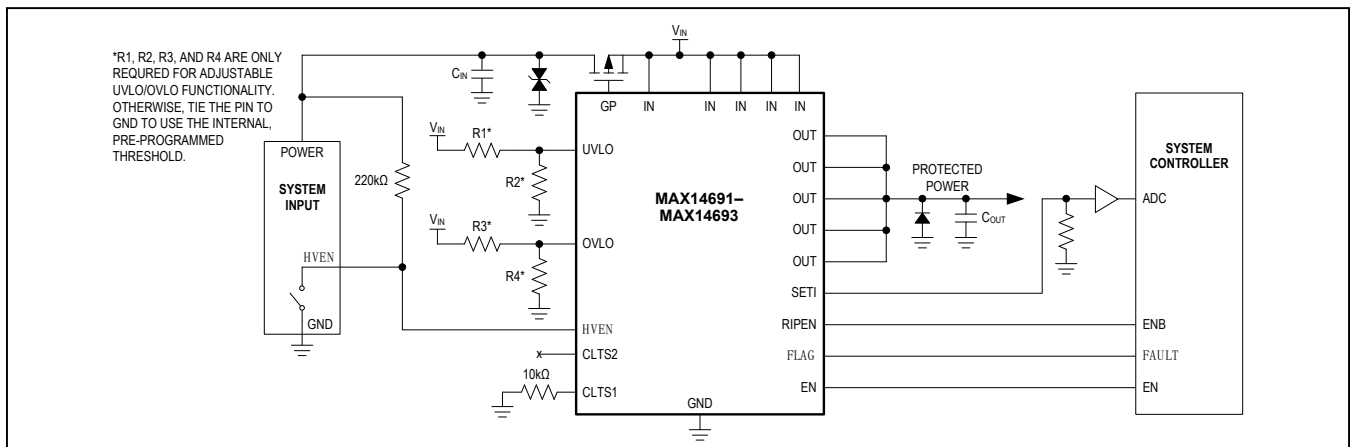 *R1, R2, R3, AND R4 ARE ONLY
REQURED FOR ADJUSTABLE
UVLO/OVLO FUNCTIONALITY.
OTHERWISE, TIE THE PIN TO
GND TO USE THE INTERNAL,
PRE-PROGRAMMED
THRESHOLD.
POWER
SYSTEM
INPUT
HVEN
GND
220kΩ
CIN
VIN
GP
IN
IN
IN
IN
IN
VIN
R1*
UVLO
R2*
VIN
R3*
OVLO
R4*
HVEN
x
CLTS2
10kΩ
CLTS1
MAX14691–
MAX14693
GND
OUT
OUT
OUT
OUT
OUT
SETI
RIPEN
FLAG
EN
PROTECTED
POWER
COUT
SYSTEM
CONTROLLER
ADC
ENB
FAULT
EN